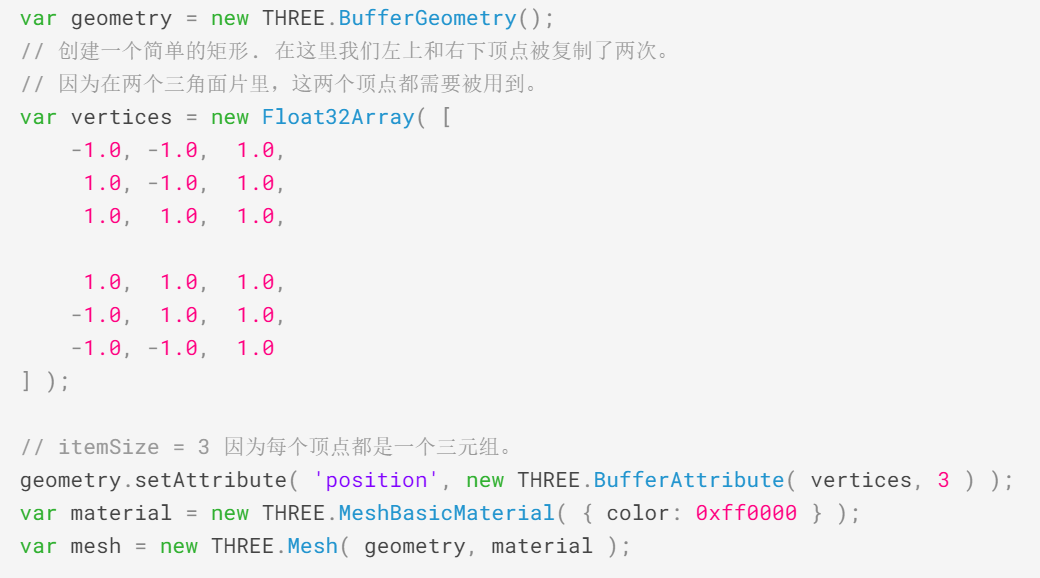 var geometry = new THREE.BufferGeometry();
// 创建一个简单的矩形. 在这里我们左上和右下顶点被复制了两次。
// 因为在两个三角面片里，这两个顶点都需要被用到。
var vertices = new Float32Array( [
    -1.0, -1.0,  1.0,
     1.0, -1.0,  1.0,
     1.0,  1.0,  1.0,

     1.0,  1.0,  1.0,
    -1.0,  1.0,  1.0,
    -1.0, -1.0,  1.0
] );

// itemSize = 3 因为每个顶点都是一个三元组。
geometry.setAttribute( 'position', new THREE.BufferAttribute( vertices, 3 ) );
var material = new THREE.MeshBasicMaterial( { color: 0xff0000 } );
var mesh = new THREE.Mesh( geometry, material );